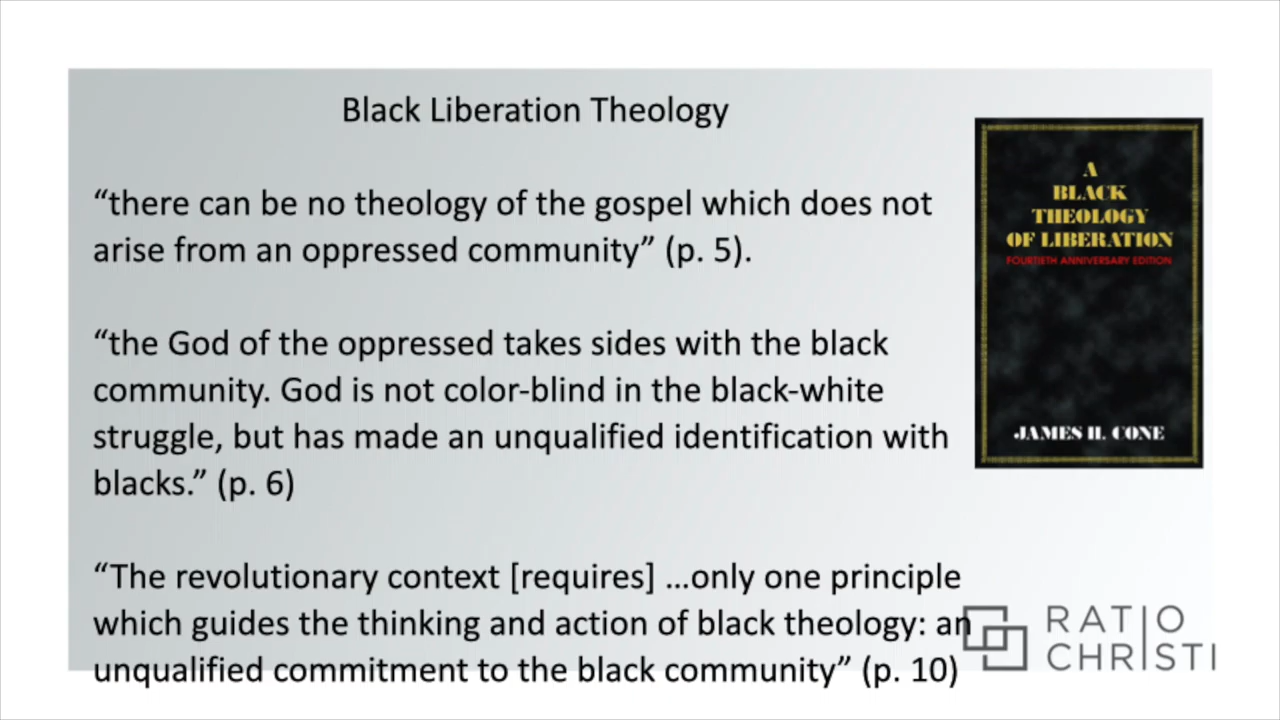 Black Liberation Theology
“there can be no theology of the gospel which does not
arise from an oppressed community” (p. 5).
“the God of the oppressed takes sides with the black
community. God is not color-blind in the black-white
struggle, but has made an unqualified identification with
blacks.” (p. 6)
“The revolutionary context [requires] …only one principle
which guides the thinking and action of black theology: an
unqualified commitment to the black community” (p. 10)
A
BLACK
THEOLOGY
OF LIBERATION
FOURTIETH ANNIVERSARY EDITION
JAMES H. CONE
RATIO
CHRISTI